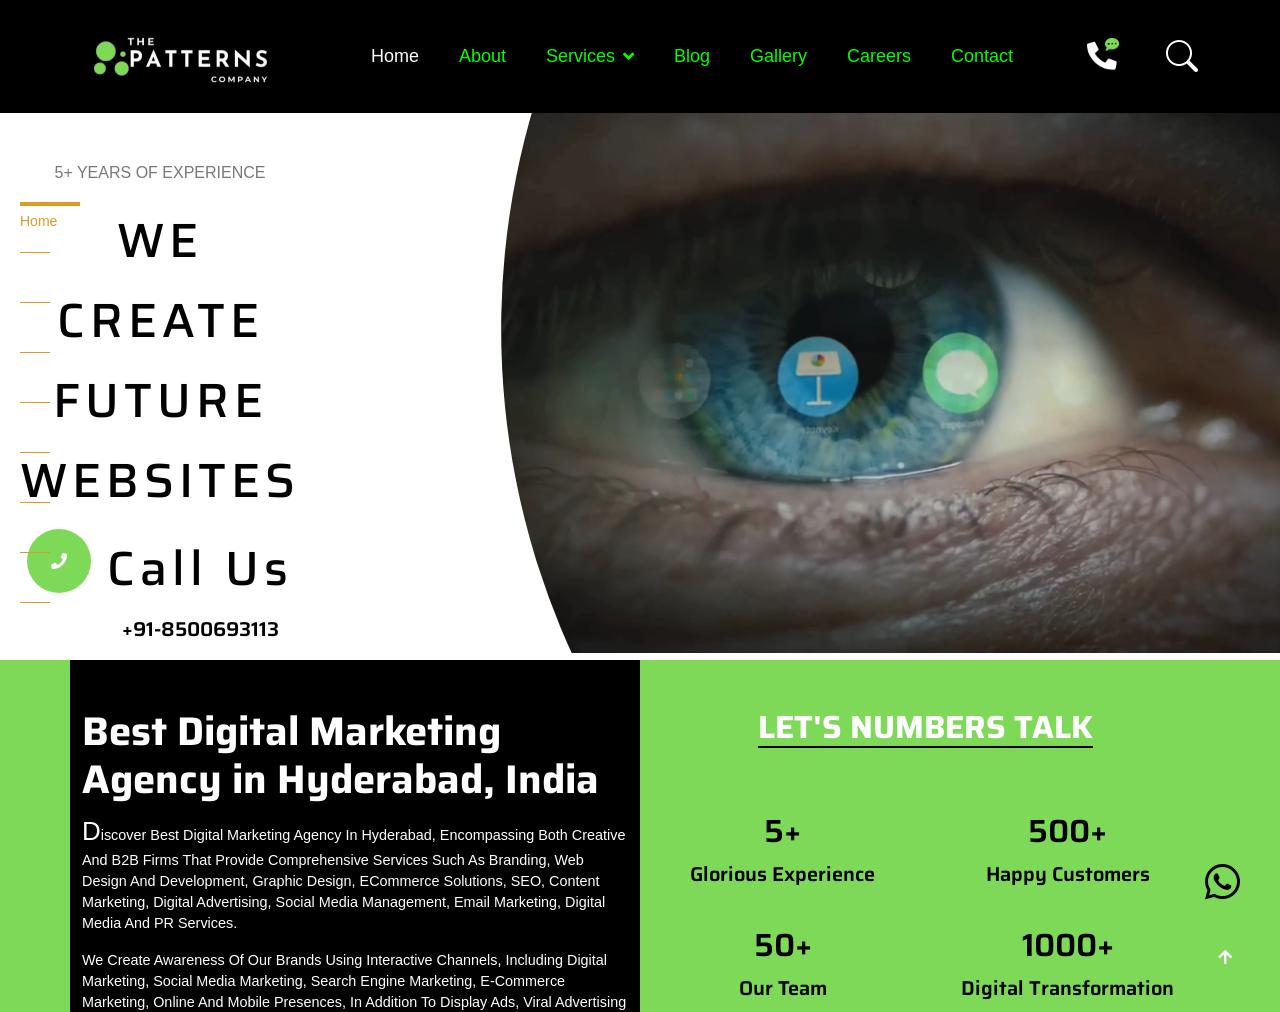 THE
PATTERNS
COMPANY
Home About Services Blog Gallery Careers Contact
5+ YEARS OF EXPERIENCE
Home
WE
CREATE
FUTURE
WEBSITES
Call Us
+91-8500693113
Best Digital Marketing
Agency in Hyderabad, India
Discover Best Digital Marketing Agency In Hyderabad, Encompassing Both Creative
And B2B Firms That Provide Comprehensive Services Such As Branding, Web
Design And Development, Graphic Design, ECommerce Solutions, SEO, Content
Marketing, Digital Advertising, Social Media Management, Email Marketing, Digital
Media And PR Services.
We Create Awareness Of Our Brands Using Interactive Channels, Including Digital
Marketing, Social Media Marketing, Search Engine Marketing, E-Commerce
Marketing, Online And Mobile Presences, In Addition To Display Ads, Viral Advertising
LET'S NUMBERS TALK
5+
Glorious Experience
500+
Happy Customers
50+
Our Team
1000+
Digital Transformation